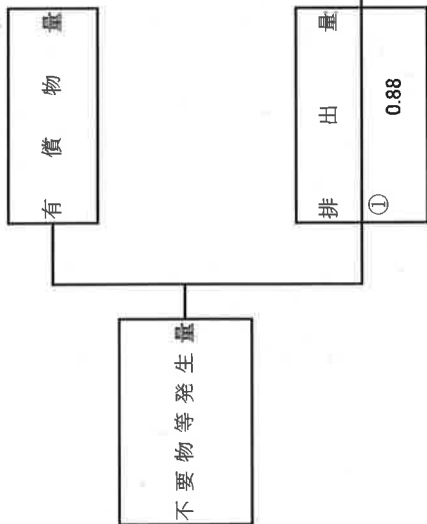 有償物量
排出量
①
0.88
不要物等発生量